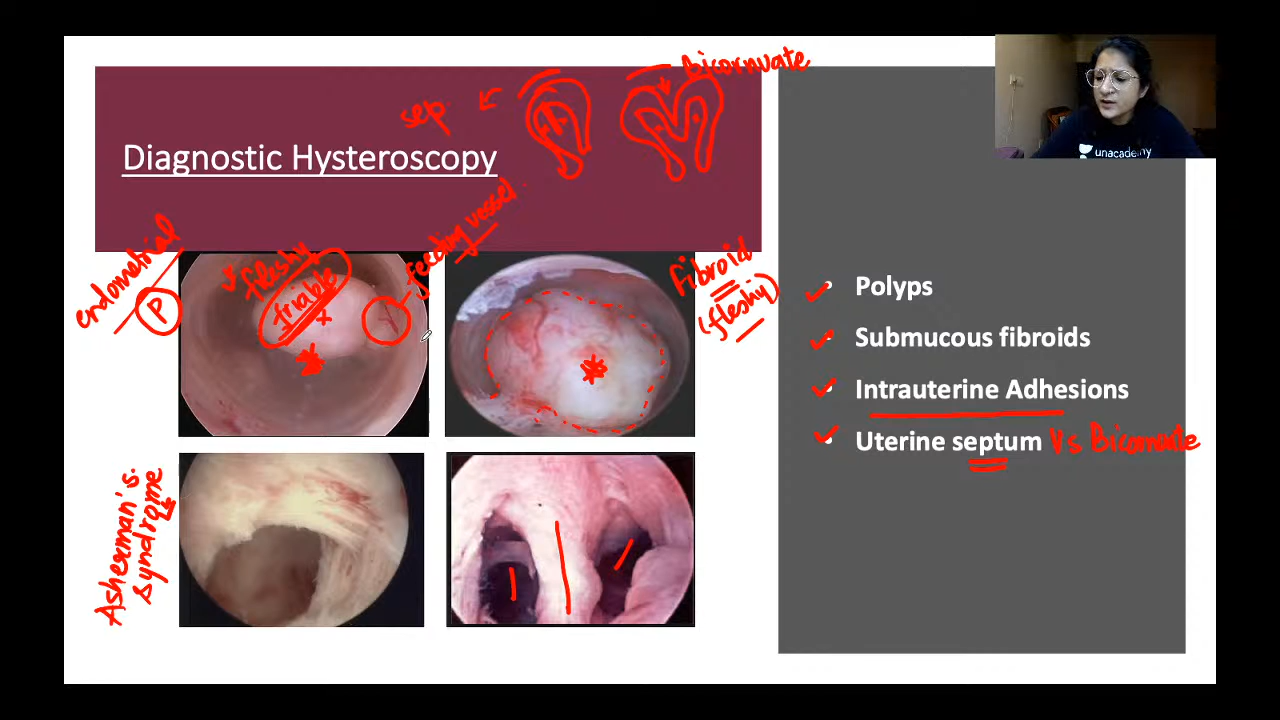 Bicornuate
sep.
Diagnostic Hysteroscopy
unacademy
endometrial
P
fleshy
friable
feeding vessel.
Fibroid
(fleshy)
Polyps
Submucous fibroids
Intrauterine Adhesions
Uterine septum Vs Bicornuate
Asherman's
syndrome